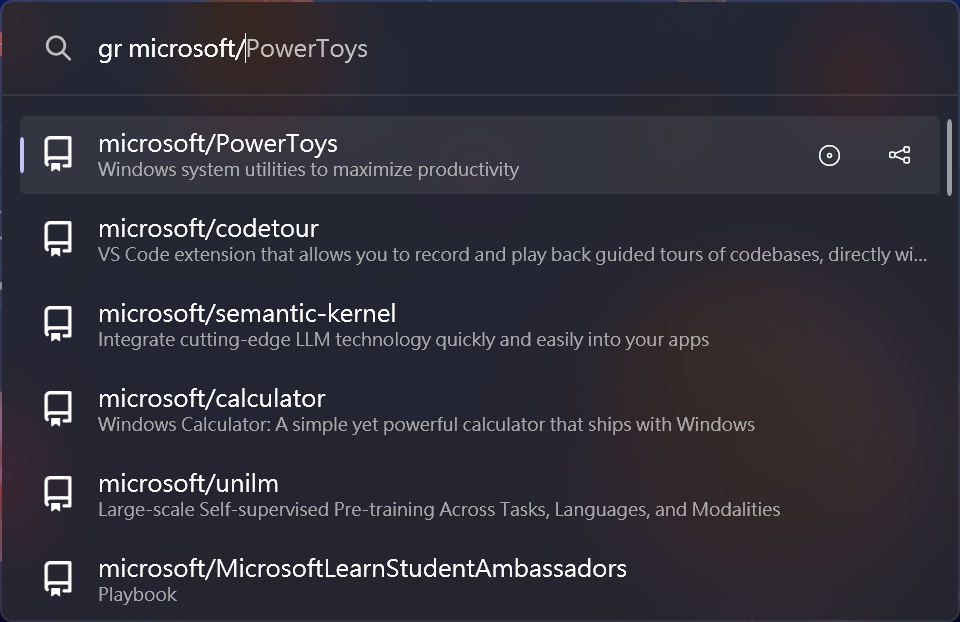 gr microsoft/PowerToys
microsoft/PowerToys
Windows system utilities to maximize productivity
microsoft/codetour
VS Code extension that allows you to record and play back guided tours of codebases, directly wi...
microsoft/semantic-kernel
Integrate cutting-edge LLM technology quickly and easily into your apps
microsoft/calculator
Windows Calculator: A simple yet powerful calculator that ships with Windows
microsoft/unilm
Large-scale Self-supervised Pre-training Across Tasks, Languages, and Modalities
microsoft/MicrosoftLearnStudentAmbassadors
Playbook